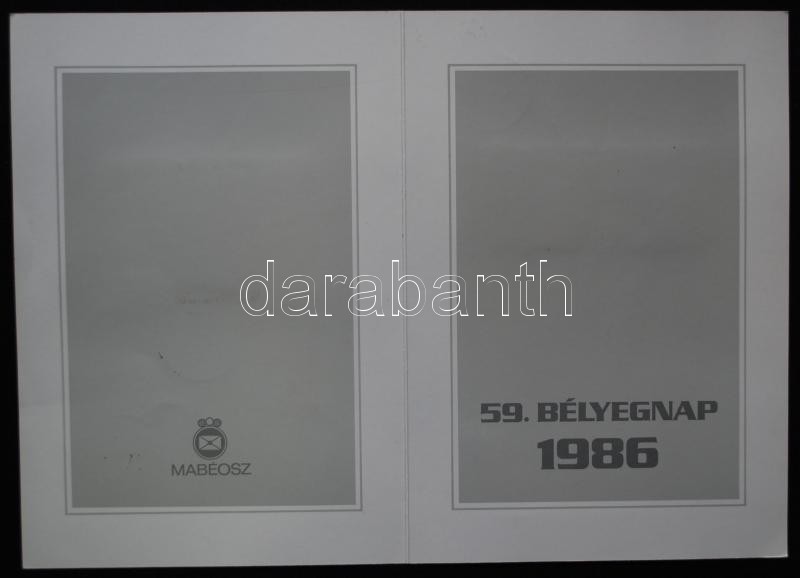 darabanth
MABÉOSZ
59. BÉLYEGNAP
1986